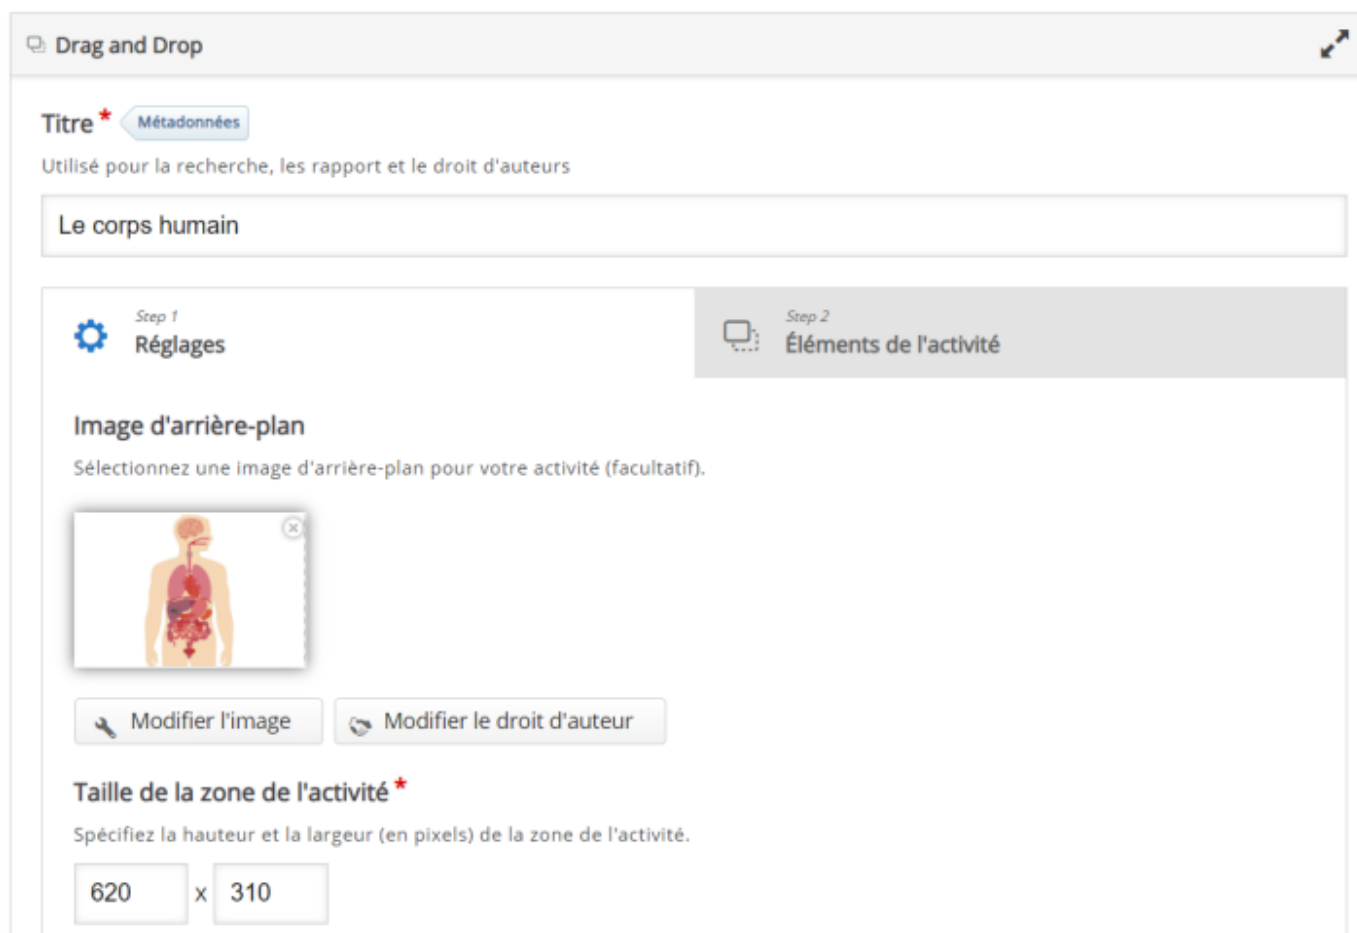 Drag and Drop
Titre * Métadonnées
Utilisé pour la recherche, les rapport et le droit d'auteurs
Le corps humain
Step 1
Réglages
Step 2
Éléments de l'activité
Image d'arrière-plan
Sélectionnez une image d'arrière-plan pour votre activité (facultatif).
Modifier l'image
Modifier le droit d'auteur
Taille de la zone de l'activité *
Spécifiez la hauteur et la largeur (en pixels) de la zone de l'activité.
620 x 310